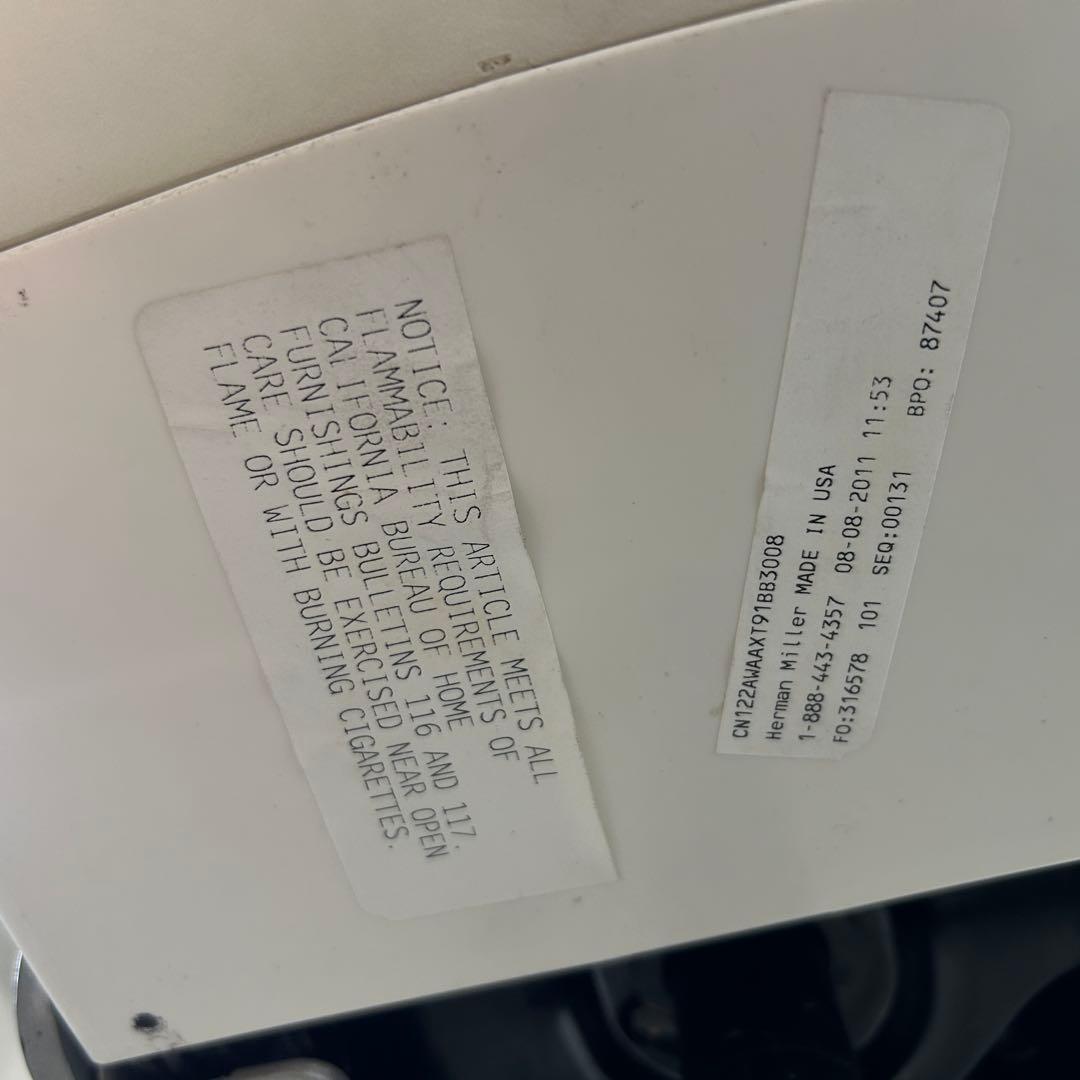 NOTICE: THIS ARTICLE MEETS ALL
FLAMMABILITY REQUIREMENTS OF
CALIFORNIA BUREAU OF HOME
FURNISHINGS BULLETINS 116 AND 117.
CARE SHOULD BE EXERCISED NEAR OPEN
FLAME OR WITH BURNING CIGARETTES.
CN122AWAAXT91BB3008
Herman Miller MADE IN USA
1-888-443-4357 08-08-2011 11:53
FO:316578 101 SEQ:00131 BPO: 87407